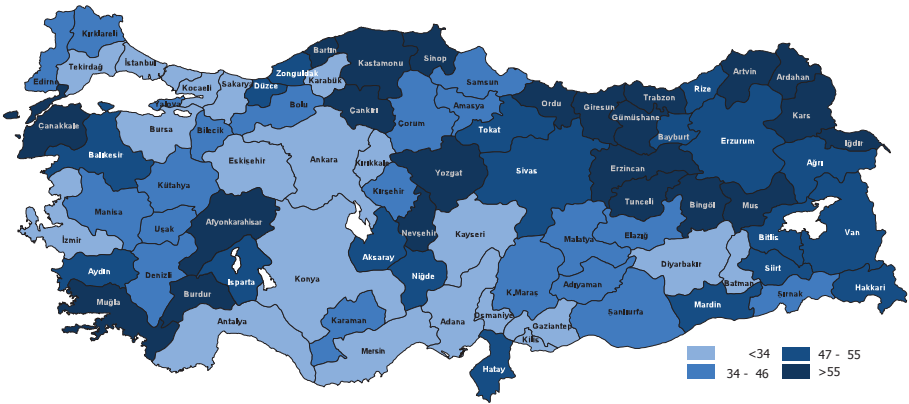 Kırklareli
Edirne
Tekirdağ
İstanbul
Kocaeli
Sakarya
Yalova
Düzce
Zonguldak
Bartın
Karabük
Kastamonu
Sinop
Samsun
Bolu
Çankırı
Çorum
Amasya
Ordu
Giresun
Trabzon
Gümüşhane
Rize
Artvin
Ardahan
Kars
Iğdır
Çanakkale
Bursa
Bilecik
Tokat
Bayburt
Erzurum
Ağrı
Balıkesir
Eskişehir
Ankara
Kırıkkale
Yozgat
Sivas
Erzincan
Kütahya
Kırşehir
Tunceli
Bingöl
Muş
Manisa
Uşak
Afyonkarahisar
Nevşehir
Kayseri
Malatya
Elazığ
Bitlis
Van
İzmir
Aksaray
Diyarbakır
Aydın
Denizli
Isparta
Konya
Niğde
K.Maraş
Adıyaman
Batman
Siirt
Şırnak
Hakkari
Muğla
Burdur
Antalya
Karaman
Mersin
Adana
Osmaniye
Gaziantep
Kilis
Şanlıurfa
Mardin
Hatay
<34
47 - 55
34 - 46
>55